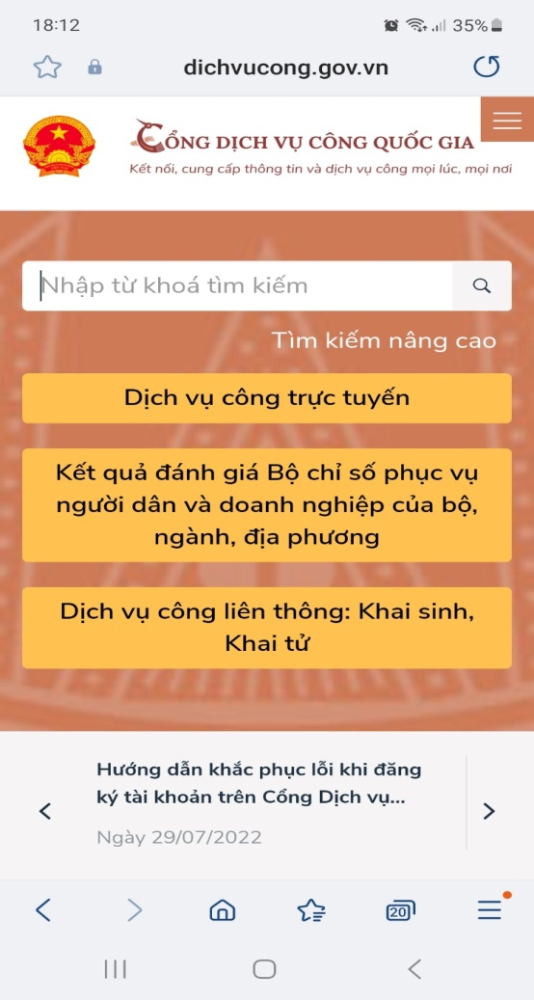 18:12
35%
dichvucong.gov.vn
CỔNG DỊCH VỤ CÔNG QUỐC GIA
Kết nối, cung cấp thông tin và dịch vụ công mọi lúc, mọi nơi
Nhập từ khoá tìm kiếm
Tìm kiếm nâng cao
Dịch vụ công trực tuyến
Kết quả đánh giá Bộ chỉ số phục vụ
người dân và doanh nghiệp của bộ,
ngành, địa phương
Dịch vụ công liên thông: Khai sinh,
Khai tử
Hướng dẫn khắc phục lỗi khi đăng
ký tài khoản trên Cổng Dịch vụ...
Ngày 29/07/2022
20